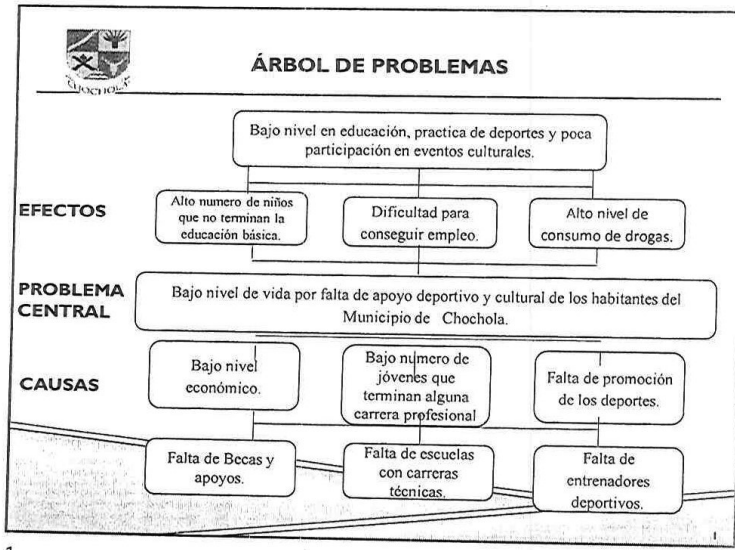 CHOCHOLÁ
ÁRBOL DE PROBLEMAS
Bajo nivel en educación, practica de deportes y poca
participación en eventos culturales.
EFECTOS
Alto numero de niños
que no terminan la
educación básica.
Dificultad para
conseguir empleo.
Alto nivel de
consumo de drogas.
PROBLEMA
CENTRAL
Bajo nivel de vida por falta de apoyo deportivo y cultural de los habitantes del
Municipio de Chochola.
CAUSAS
Bajo nivel
económico.
Bajo numero de
jóvenes que
terminan alguna
carrera profesional
Falta de promoción
de los deportes.
Falta de Becas y
apoyos.
Falta de escuelas
con carreras
técnicas.
Falta de
entrenadores
deportivos.
1